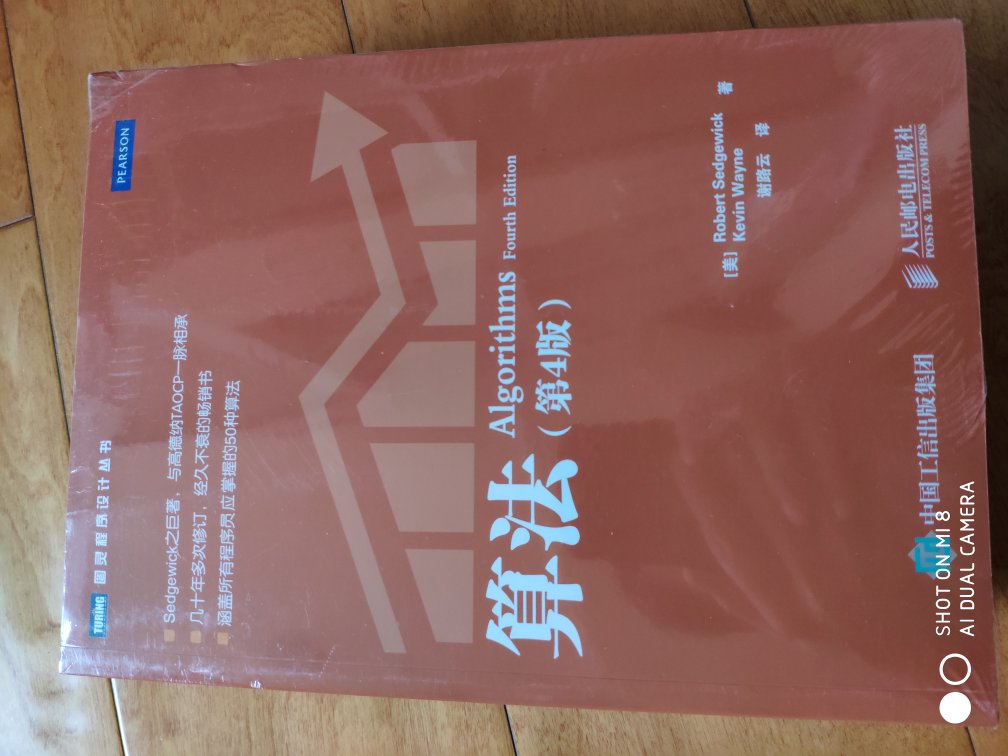 TURING 图灵程序设计丛书
PEARSON
Sedgewick之巨著，与高德纳TAOCP一脉相承
几十年多次修订，经久不衰的畅销书
涵盖所有程序员应掌握的50种算法
算法 Algorithms Fourth Edition
（第4版）
[美] Robert Sedgewick
Kevin Wayne 著
谢路云 译
中国工信出版集团
人民邮电出版社
POSTS & TELECOM PRESS
SHOT ON MI 8
AI DUAL CAMERA